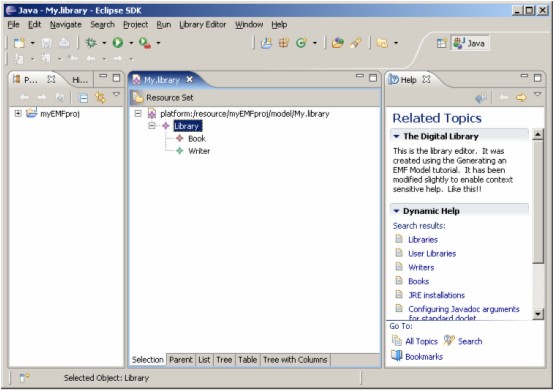 Java - My.library - Eclipse SDK
File Edit Navigate Search Project Run Library Editor Window Help
Java
P...
Hi...
myEMFproj
My.library
Resource Set
platform:/resource/myEMFproj/model/My.library
Library
Book
Writer
Selection Parent List Tree Table Tree with Columns
Help
Related Topics
The Digital Library
This is the library editor. It was
created using the Generating an
EMF Model tutorial. It has been
modified slightly to enable context
sensitive help. Like this!!
Dynamic Help
Search results:
Libraries
User Libraries
Writers
Books
JRE installations
Configuring Javadoc arguments
for standard doclet
Go To:
All Topics Search
Bookmarks
Selected Object: Library